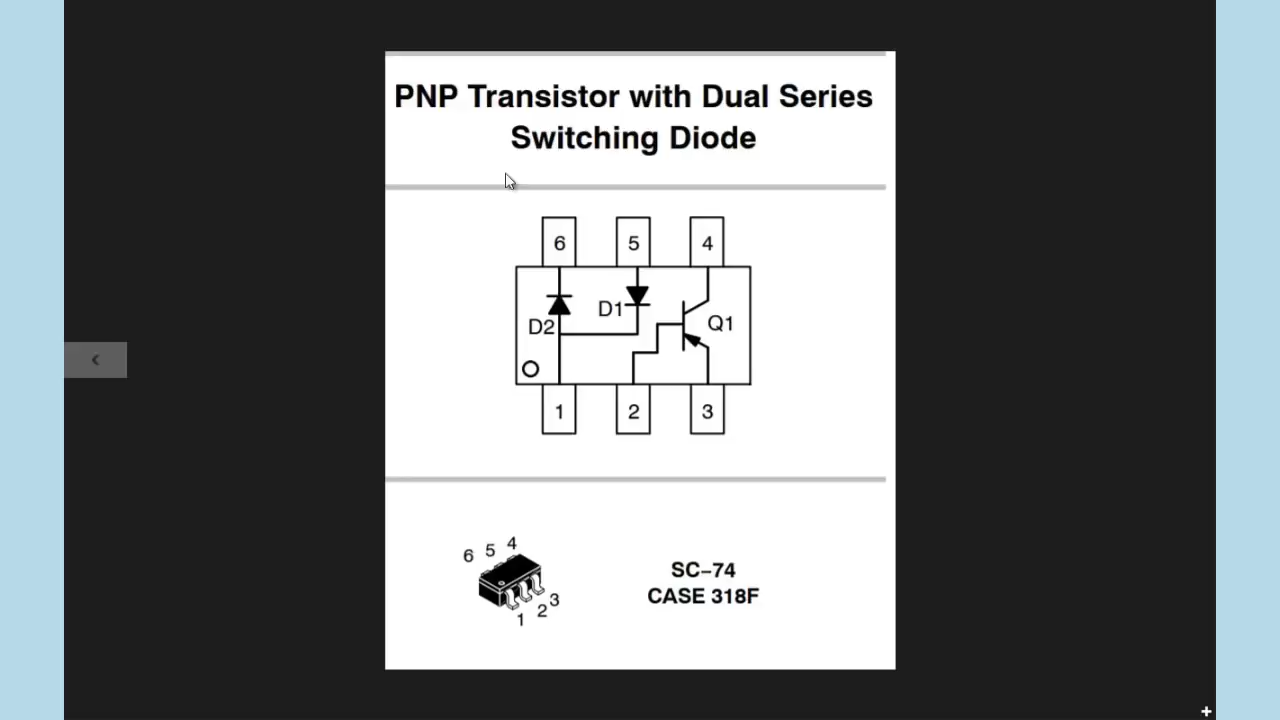 PNP Transistor with Dual Series
Switching Diode
6 5 4
D1
D2
Q1
1 2 3
6 5 4
1 2 3
SC–74
CASE 318F